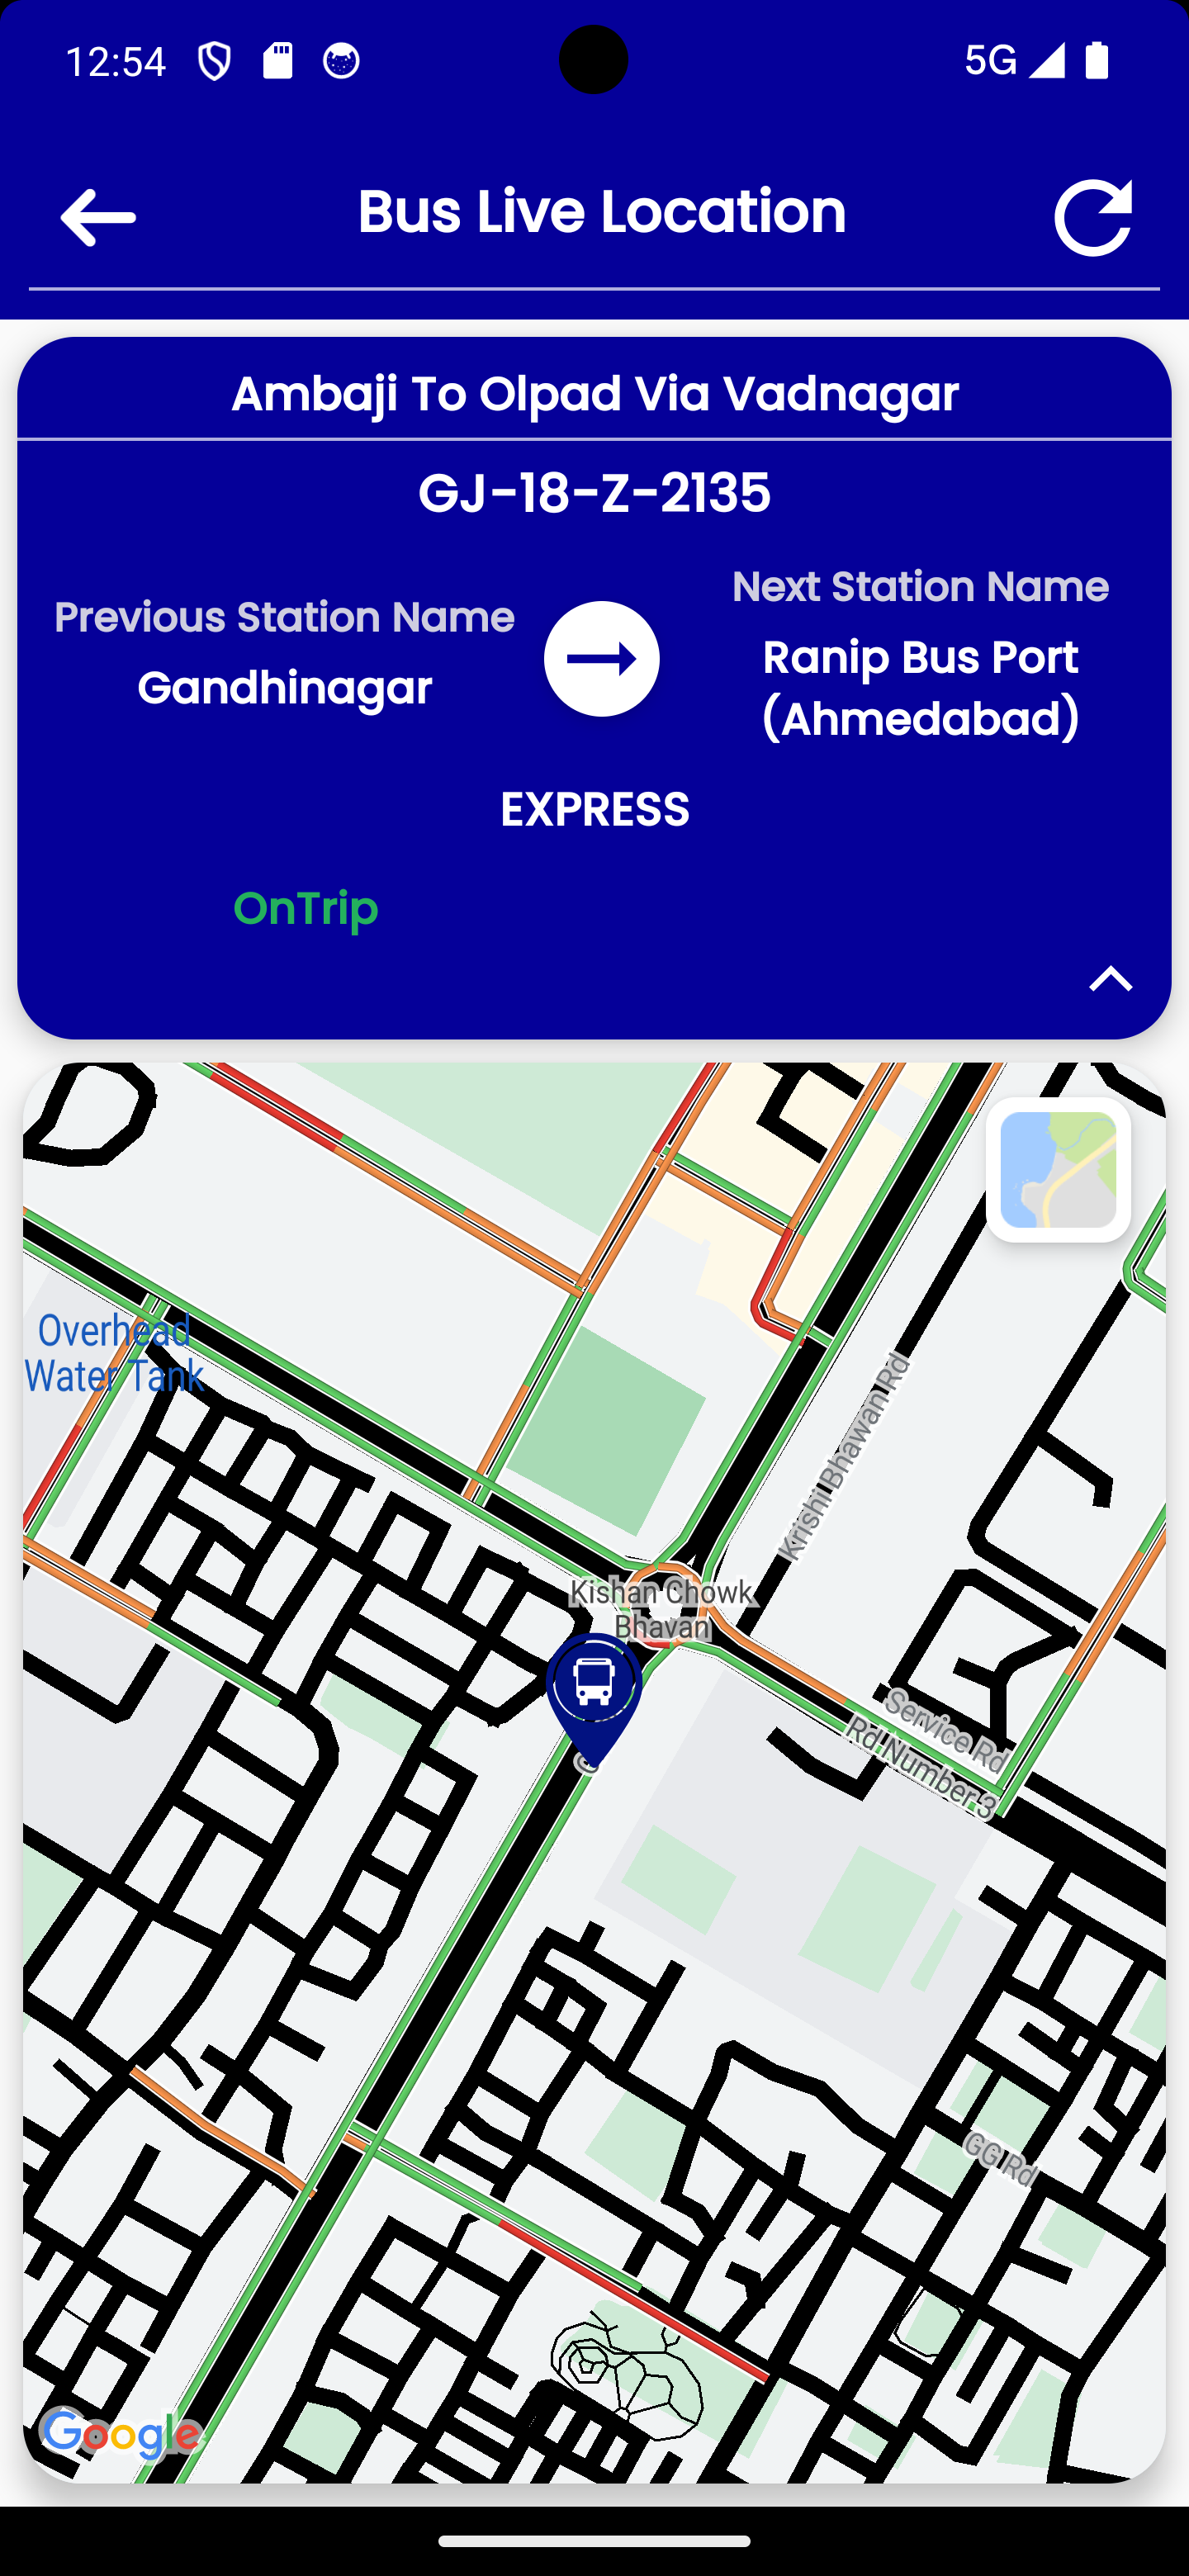 12:54
5G
Bus Live Location
Ambaji To Olpad Via Vadnagar
GJ-18-Z-2135
Previous Station Name
Gandhinagar
Next Station Name
Ranip Bus Port
(Ahmedabad)
EXPRESS
OnTrip
Overhead
Water Tank
Krishi Bhawan Rd
Kishan Chowk
Bhavan
Service Rd
Rd Number 3
GG Rd
Google